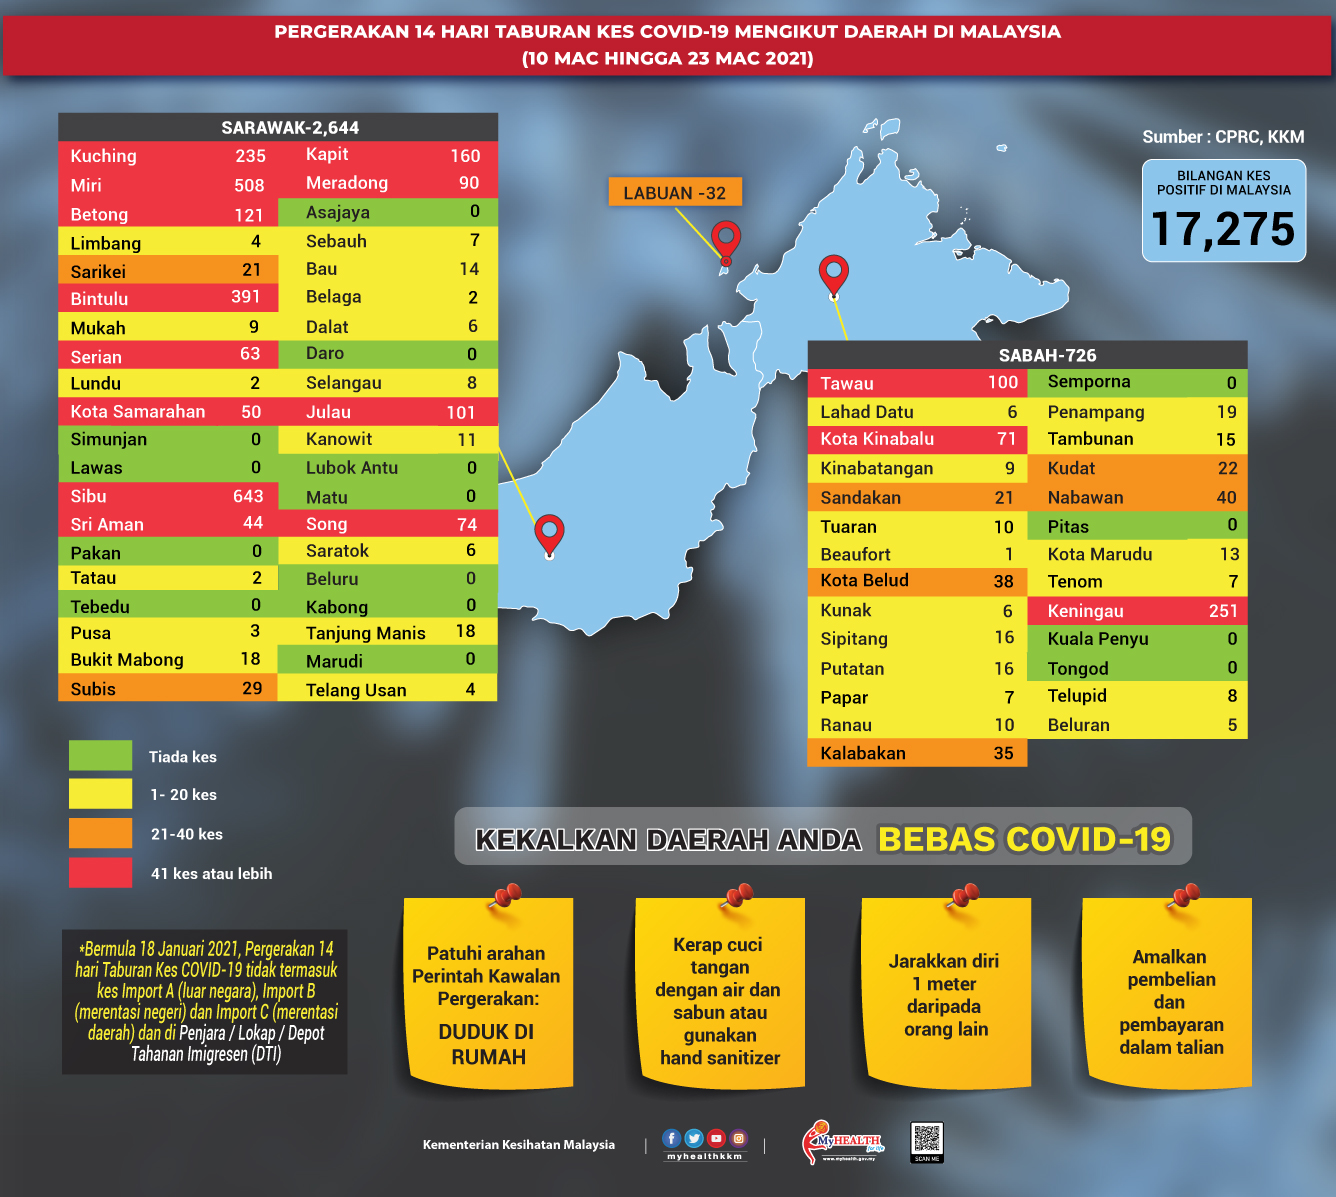 PERGERAKAN 14 HARI TABURAN KES COVID-19 MENGIKUT DAERAH DI MALAYSIA
(10 MAC HINGGA 23 MAC 2021)
Sumber : CPRC, KKM
BILANGAN KES
POSITIF DI MALAYSIA
17,275
LABUAN -32
SARAWAK-2,644
Kuching 235 Kapit 160
Miri 508 Meradong 90
Betong 121 Asajaya 0
Limbang 4 Sebauh 7
Sarikei 21 Bau 14
Bintulu 391 Belaga 2
Mukah 9 Dalat 6
Serian 63 Daro 0
Lundu 2 Selangau 8
Kota Samarahan 50 Julau 101
Simunjan 0 Kanowit 11
Lawas 0 Lubok Antu 0
Sibu 643 Matu 0
Sri Aman 44 Song 74
Pakan 0 Saratok 6
Tatau 2 Beluru 0
Tebedu 0 Kabong 0
Pusa 3 Tanjung Manis 18
Bukit Mabong 18 Marudi 0
Subis 29 Telang Usan 4
SABAH-726
Tawau 100 Semporna 0
Lahad Datu 6 Penampang 19
Kota Kinabalu 71 Tambunan 15
Kinabatangan 9 Kudat 22
Sandakan 21 Nabawan 40
Tuaran 10 Pitas 0
Beaufort 1 Kota Marudu 13
Kota Belud 38 Tenom 7
Kunak 6 Keningau 251
Sipitang 16 Kuala Penyu 0
Putatan 16 Tongod 0
Papar 7 Telupid 8
Ranau 10 Beluran 5
Kalabakan 35
Tiada kes
1- 20 kes
21-40 kes
41 kes atau lebih
*Bermula 18 Januari 2021, Pergerakan 14
hari Taburan Kes COVID-19 tidak termasuk
kes Import A (luar negara), Import B
(merentasi negeri) dan Import C (merentasi
daerah) dan di Penjara / Lokap / Depot
Tahanan Imigresen (DTI)
KEKALKAN DAERAH ANDA BEBAS COVID-19
Patuhi arahan
Perintah Kawalan
Pergerakan:
DUDUK DI
RUMAH
Kerap cuci
tangan
dengan air dan
sabun atau
gunakan
hand sanitizer
Jarakkan diri
1 meter
daripada
orang lain
Amalkan
pembelian
dan
pembayaran
dalam talian
Kementerian Kesihatan Malaysia
myhealthkkm
MyHEALTH
for life
www.myhealth.gov.my
SCAN ME